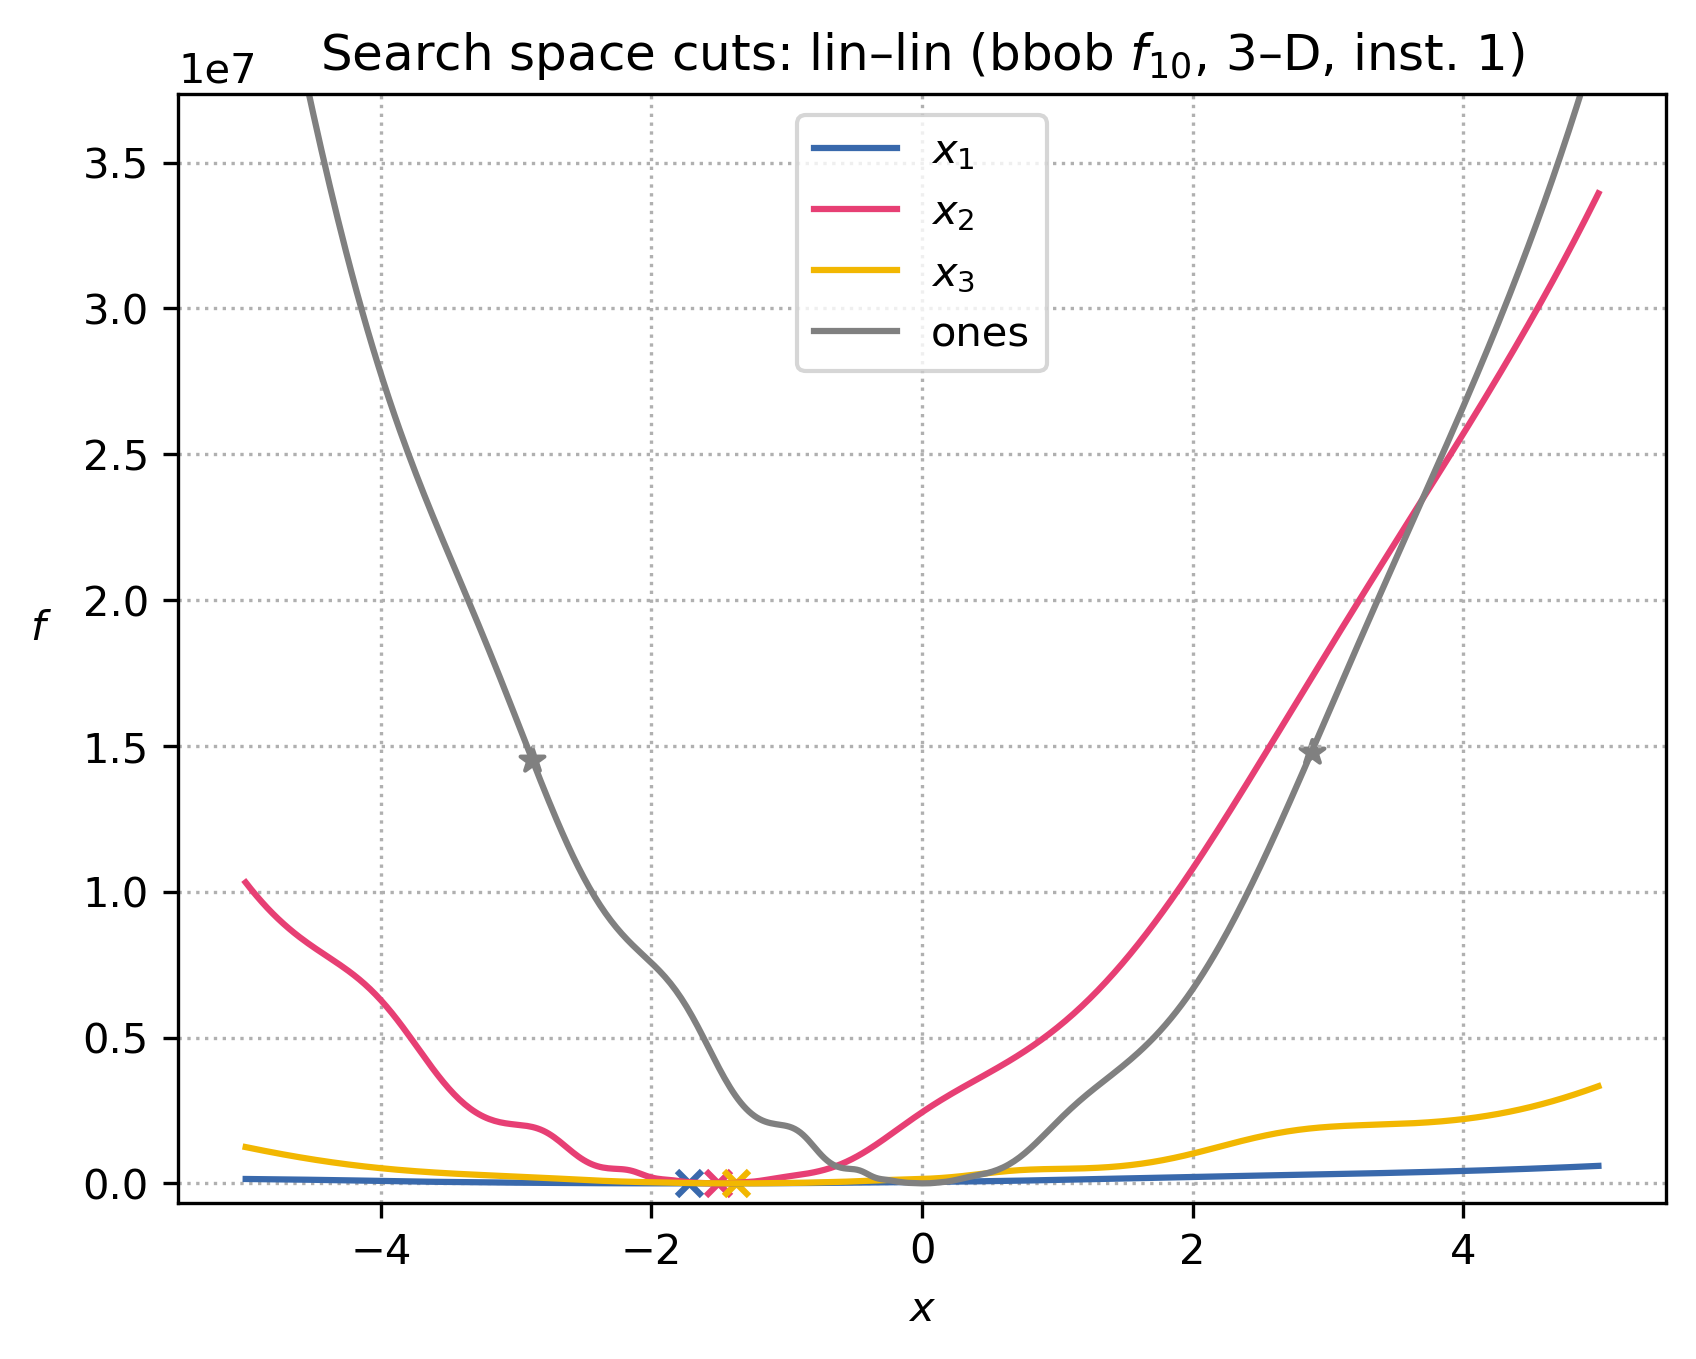 Search space cuts: lin–lin (bbob f₁₀, 3–D, inst. 1)
1e7
3.5
3.0
2.5
2.0
1.5
1.0
0.5
0.0
f
x₁
x₂
x₃
ones
−4
−2
0
2
4
x